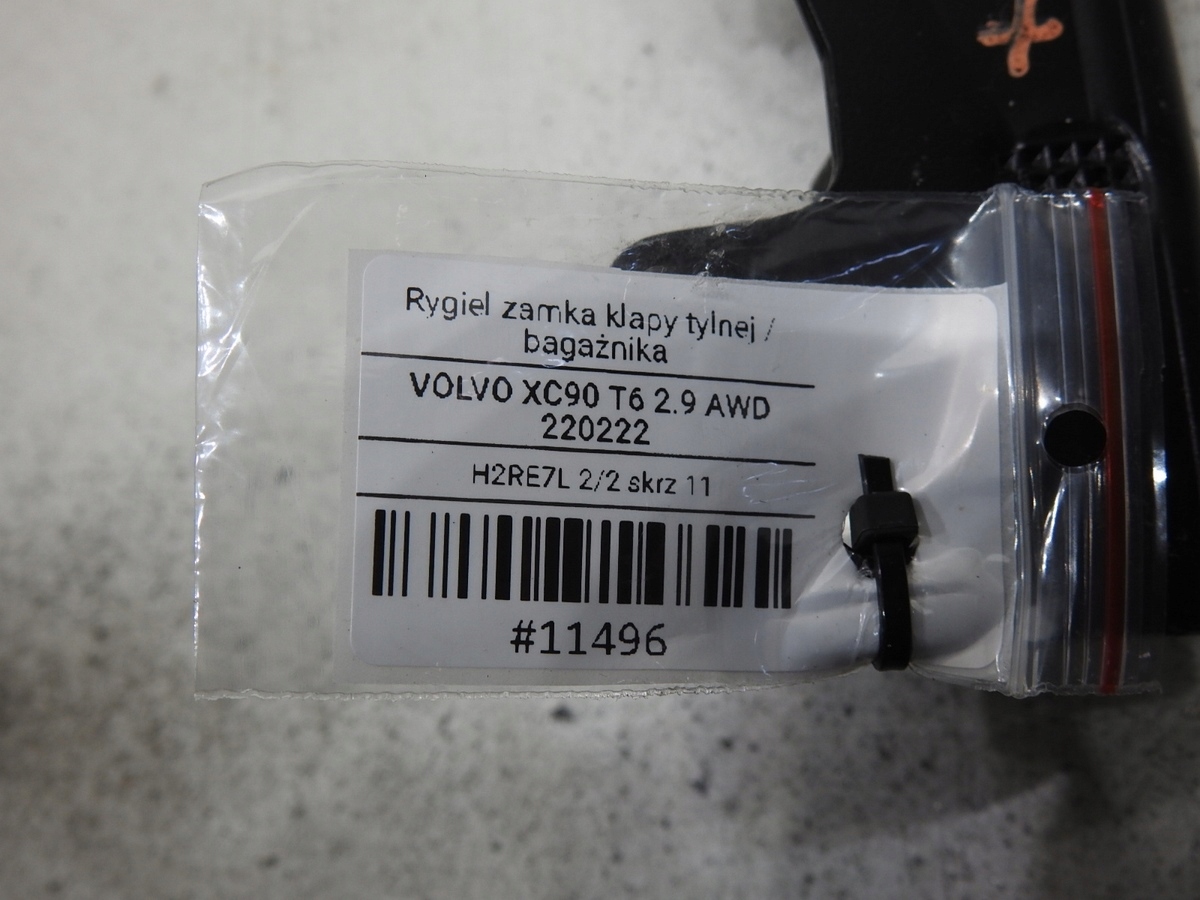 Rygiel zamka klapy tylnej /
bagażnika
VOLVO XC90 T6 2.9 AWD
220222
H2RE7L 2/2 skrz 11
#11496